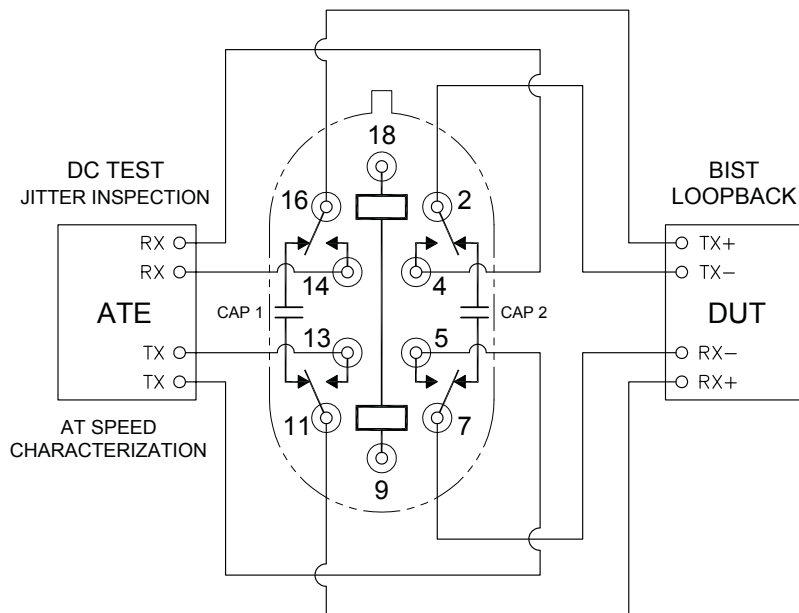 18
DC TEST
JITTER INSPECTION
BIST
LOOPBACK
16
2
RX
TX+
RX
TX-
14
4
ATE
CAP 1
CAP 2
DUT
13
5
TX
RX-
TX
RX+
11
7
AT SPEED
CHARACTERIZATION
9